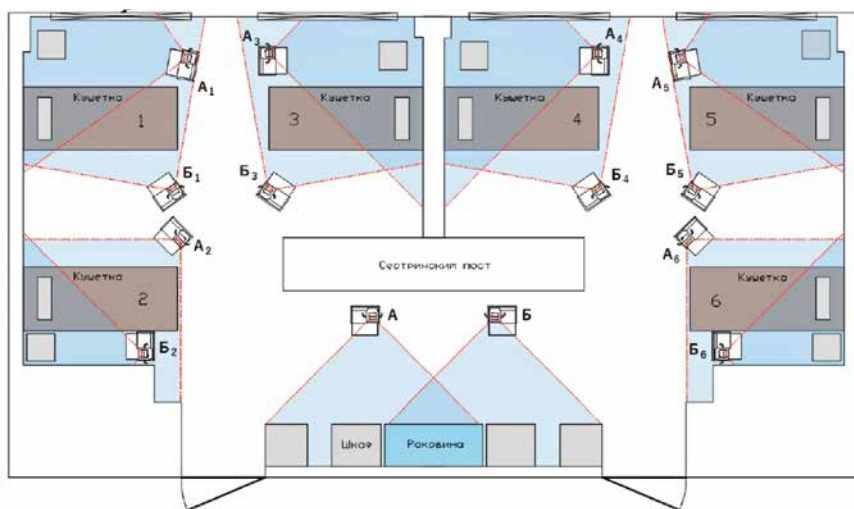 А3
А4
А1
А5
Кушетка
Кушетка
Кушетка
Кушетка
1
3
4
5
Б1
Б3
Б4
Б5
А2
А6
Сестринский пост
Кушетка
Кушетка
2
6
А
Б
Б2
Б6
Шкаф
Раковина